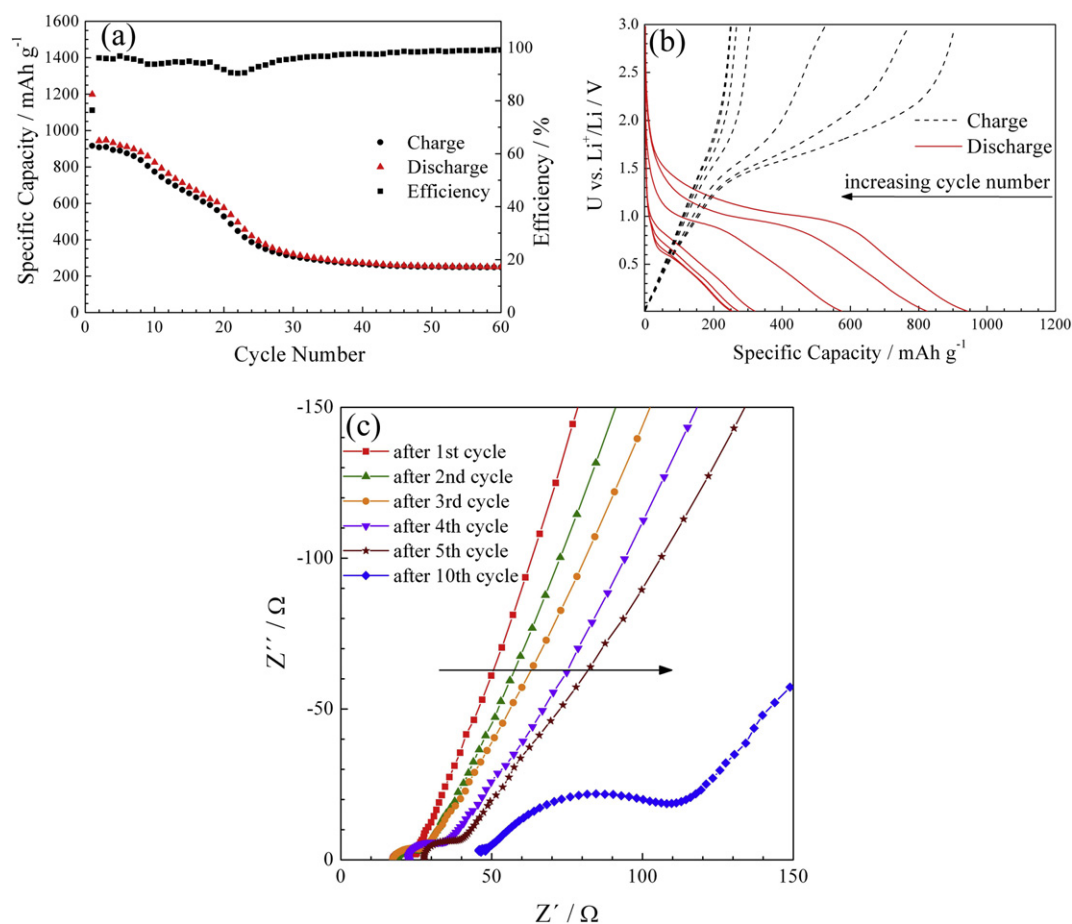 (a)
1600
1400
1200
1000
800
600
400
200
0
Specific Capacity / mAh g-1
100
80
60
40
20
0
Efficiency / %
Charge
Discharge
Efficiency
0 10 20 30 40 50 60
Cycle Number
(b)
3.0
2.5
2.0
1.5
1.0
0.5
U vs. Li+/Li / V
Charge
Discharge
increasing cycle number
0 200 400 600 800 1000 1200
Specific Capacity / mAh g-1
(c)
-150
-100
-50
0
Z´´ / Ω
after 1st cycle
after 2nd cycle
after 3rd cycle
after 4th cycle
after 5th cycle
after 10th cycle
0 50 100 150
Z´ / Ω